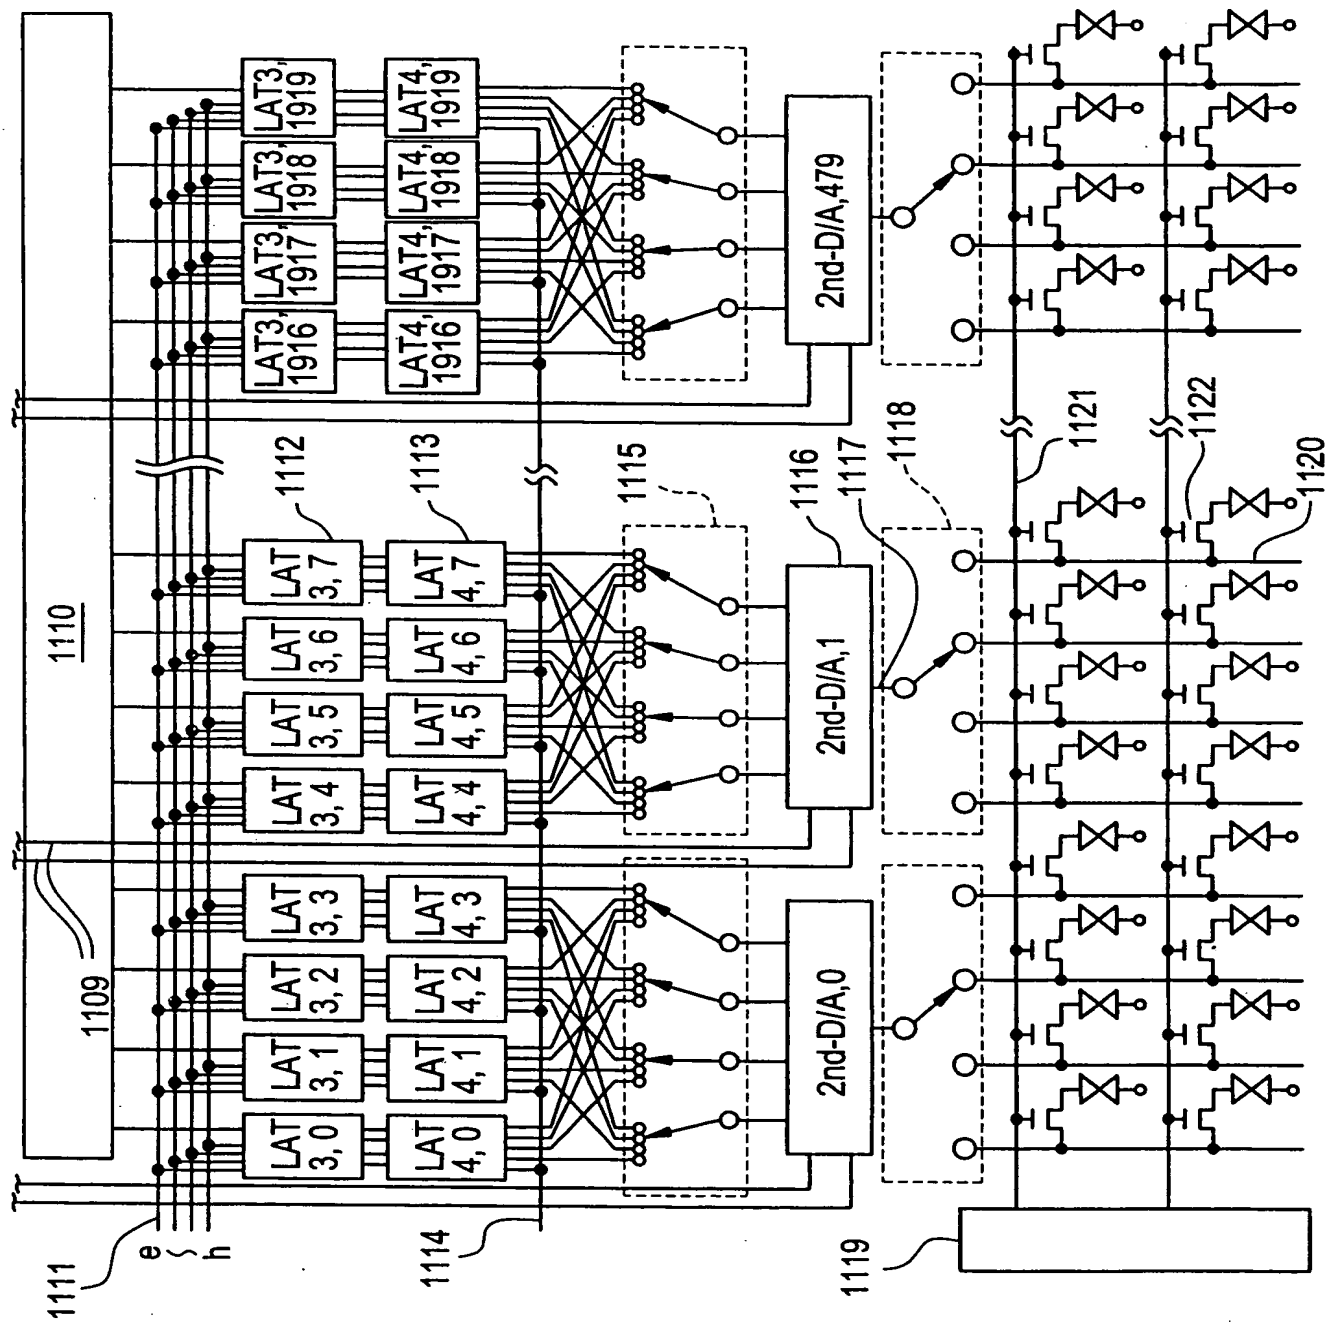 1110
1109
e
~
h
1111
LAT
3, 0
LAT
3, 1
LAT
3, 2
LAT
3, 3
LAT
3, 4
LAT
3, 5
LAT
3, 6
LAT
3, 7
1112
LAT3,
1916
LAT3,
1917
LAT3,
1918
LAT3,
1919
LAT
4, 0
LAT
4, 1
LAT
4, 2
LAT
4, 3
LAT
4, 4
LAT
4, 5
LAT
4, 6
LAT
4, 7
1113
LAT4,
1916
LAT4,
1917
LAT4,
1918
LAT4,
1919
1114
1115
2nd-D/A,0
2nd-D/A,1
1116
2nd-D/A,479
1117
1118
1119
1121
1122
1120